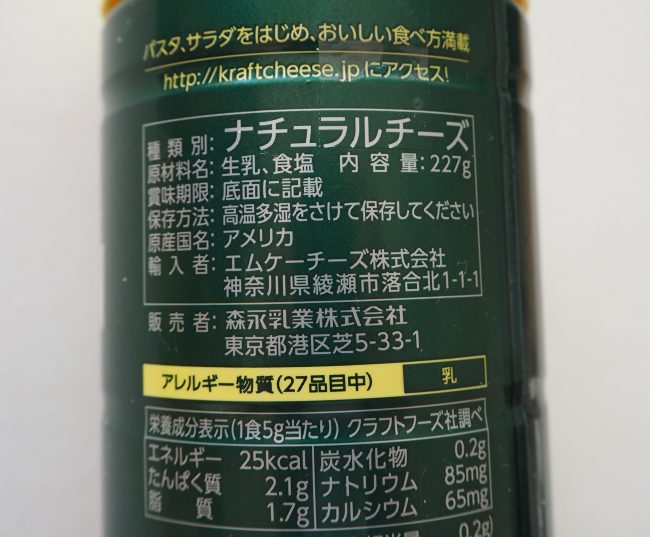 パスタ、サラダをはじめ、おいしい食べ方満載
http://kraftcheese.jp にアクセス!
種類別: ナチュラルチーズ
原材料名: 生乳、食塩 内容量: 227g
賞味期限: 底面に記載
保存方法: 高温多湿をさけて保存してください
原産国名: アメリカ
輸入者: エムケーチーズ株式会社
神奈川県綾瀬市落合北1-1-1
販売者: 森永乳業株式会社
東京都港区芝5-33-1
アレルギー物質(27品目中) 乳
栄養成分表示(1食5g当たり) クラフトフーズ社調べ
エネルギー 25kcal 炭水化物 0.2g
たんぱく質 2.1g ナトリウム 85mg
脂質 1.7g カルシウム 65mg
0.2g)